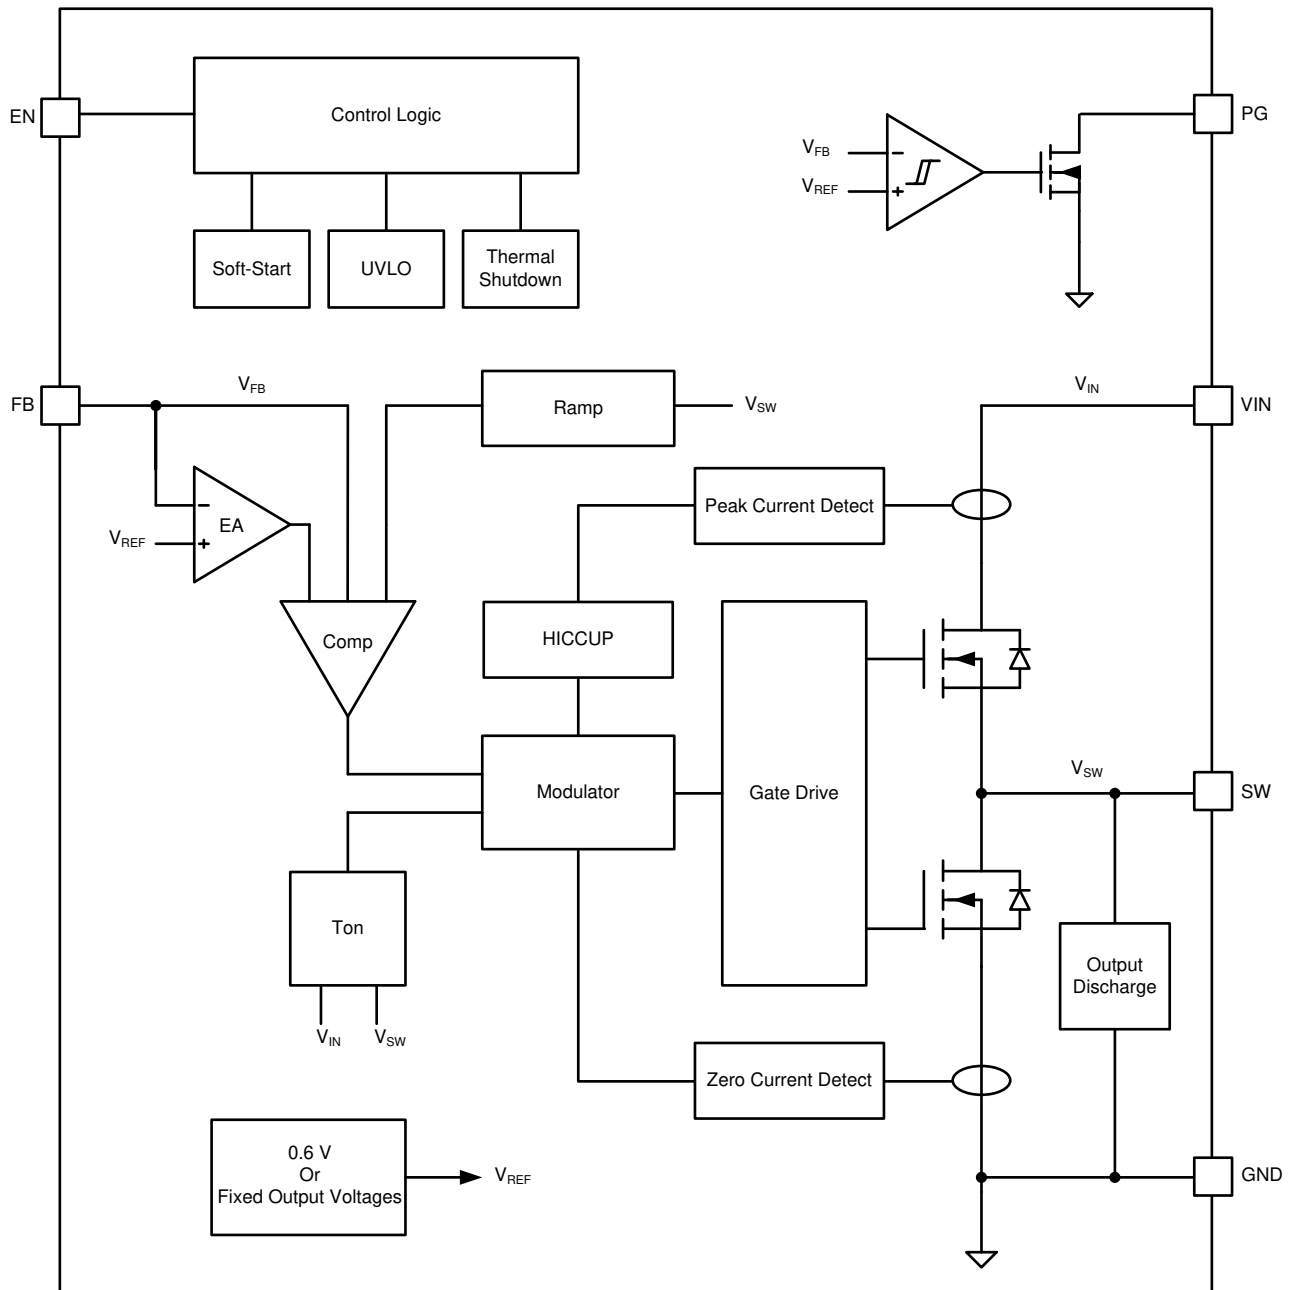 EN
Control Logic
Soft-Start
UVLO
Thermal
Shutdown
VFB
VREF
−
+
PG
FB
VFB
Ramp
VSW
VIN
VIN
Peak Current Detect
VREF
−
+
EA
Comp
HICCUP
Modulator
Gate Drive
VSW
SW
Ton
VIN
VSW
Output
Discharge
Zero Current Detect
0.6 V
Or
Fixed Output Voltages
VREF
GND